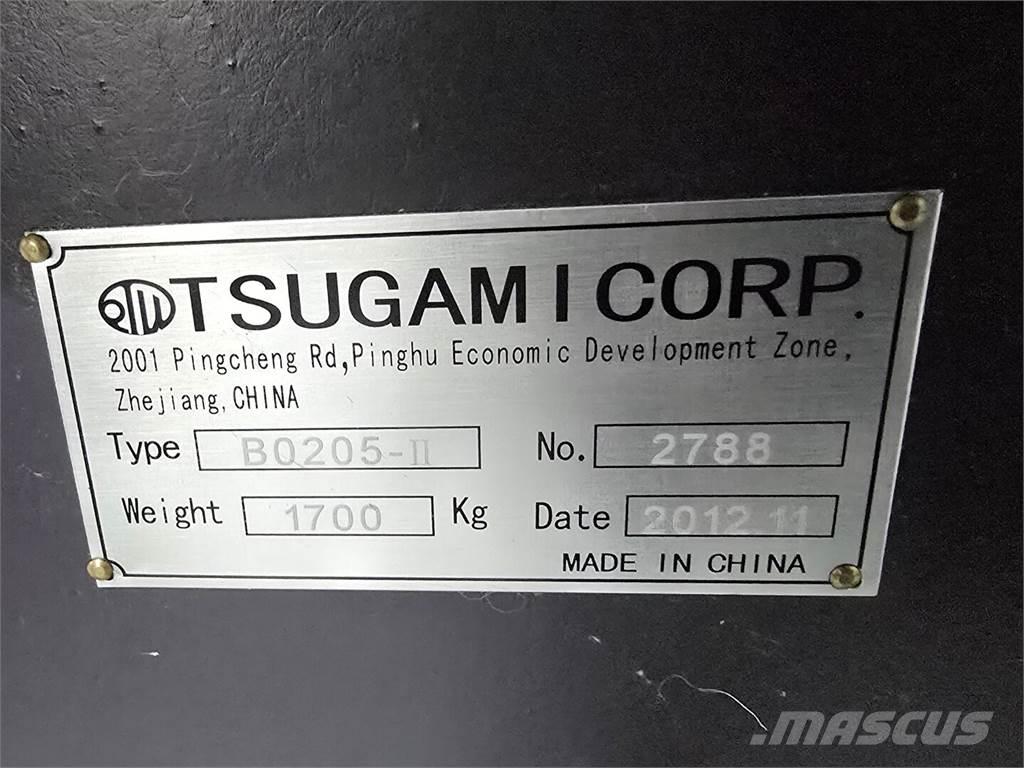 TSUGAMI CORP.
2001 Pingcheng Rd,Pinghu Economic Development Zone,
Zhejiang,CHINA
Type B0205-II No. 2788
Weight 1700 Kg Date 2012.11
MADE IN CHINA
MASCUS